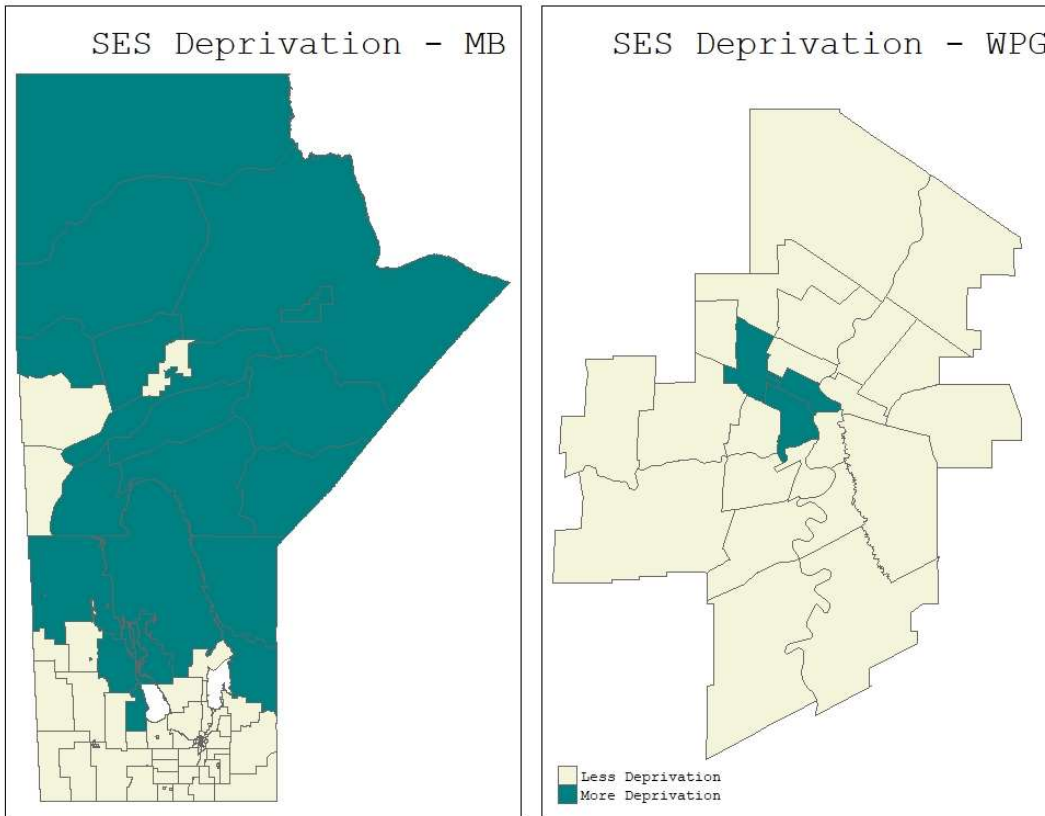 SES Deprivation - MB
SES Deprivation - WPG
Less Deprivation
More Deprivation